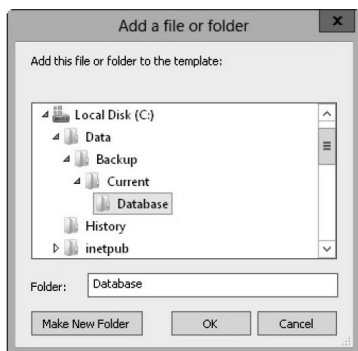 Add a file or folder
x
Add this file or folder to the template:
Local Disk (C:)
Data
Backup
Current
Database
History
inetpub
Folder: Database
Make New Folder OK Cancel